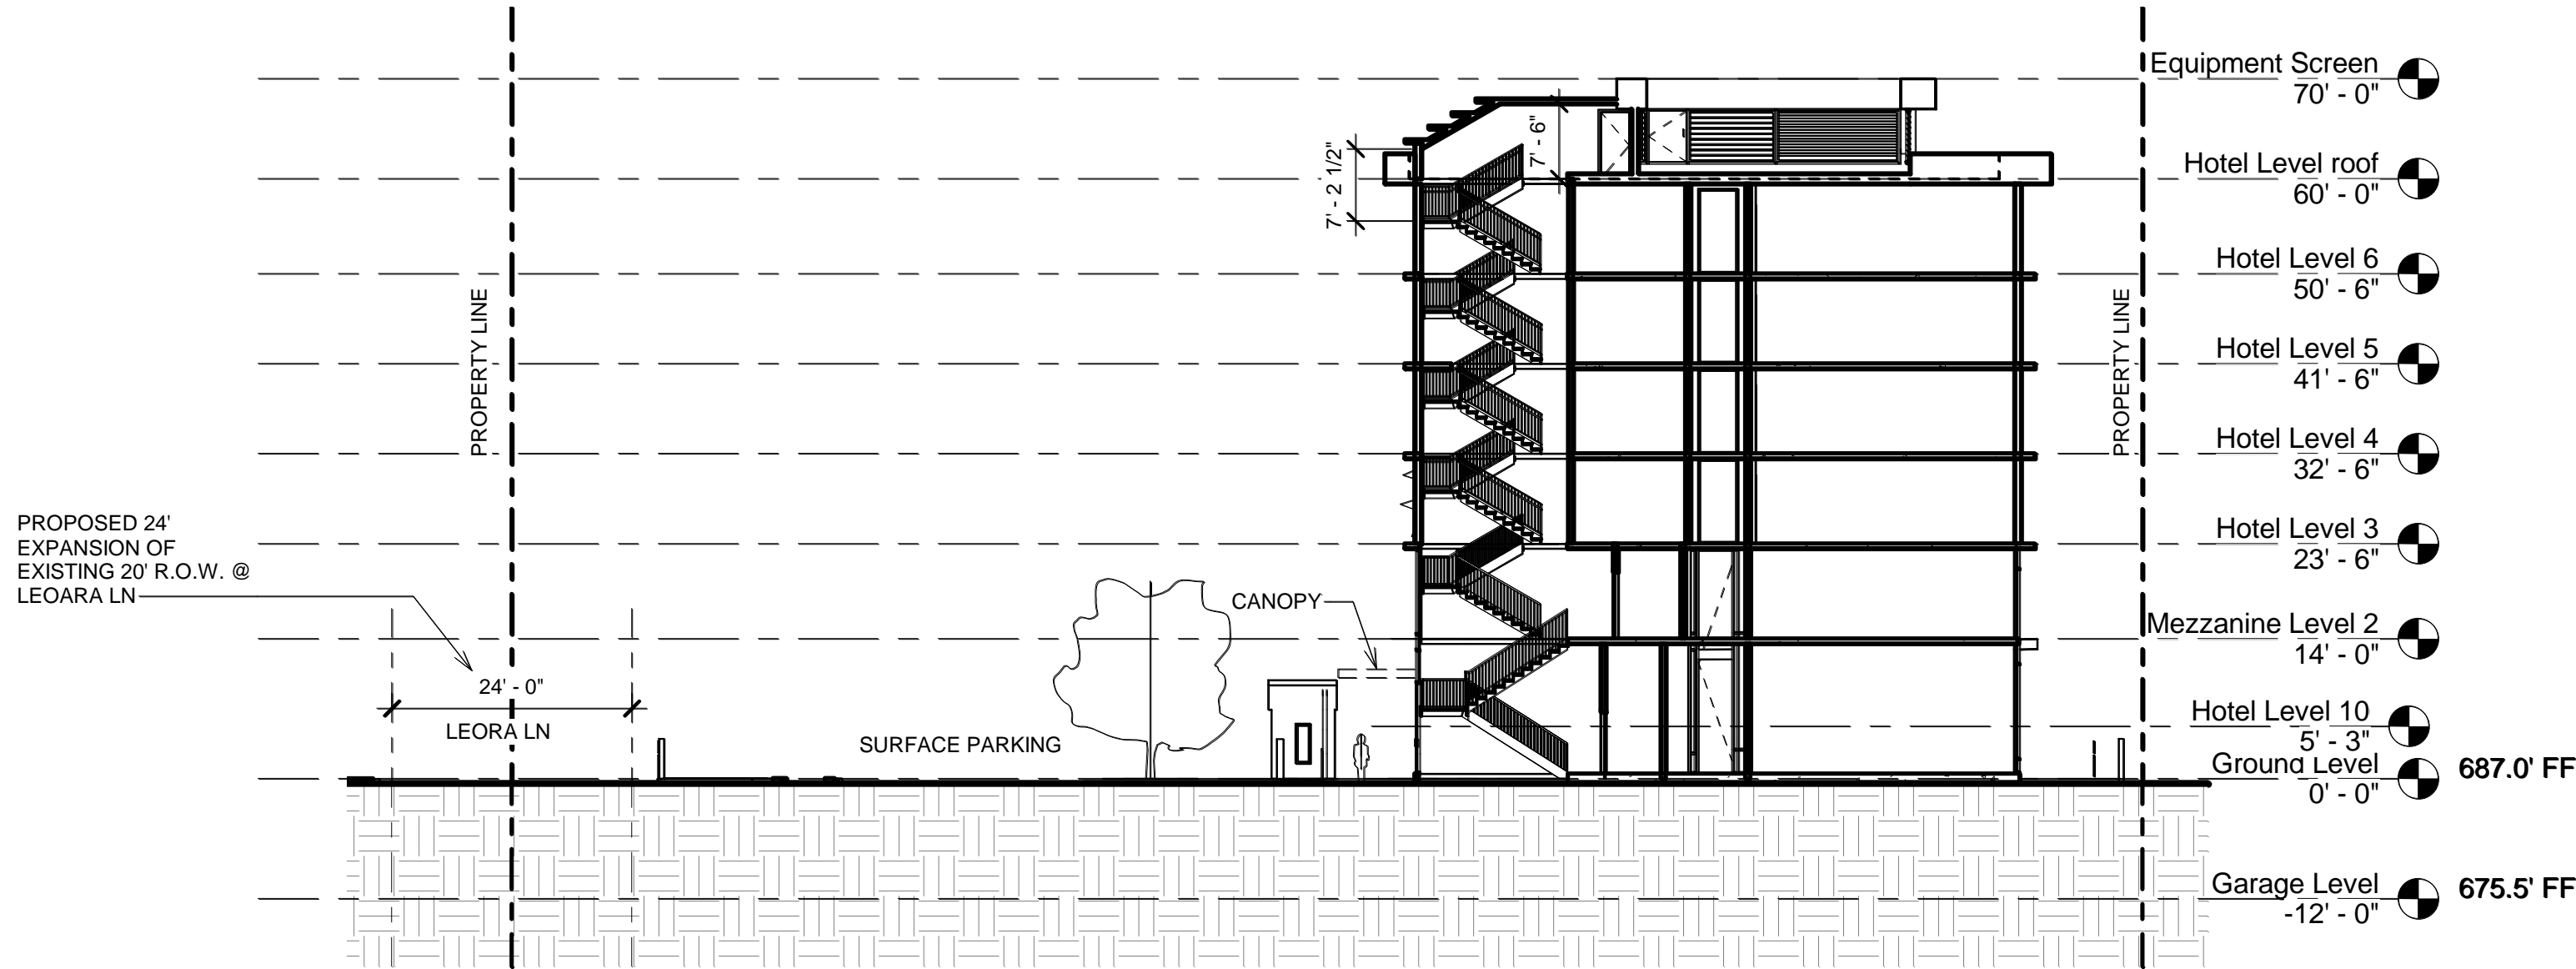 Equipment Screen
70' - 0"
Hotel Level roof
60' - 0"
Hotel Level 6
50' - 6"
Hotel Level 5
41' - 6"
Hotel Level 4
32' - 6"
Hotel Level 3
23' - 6"
Mezzanine Level 2
14' - 0"
Hotel Level 10
5' - 3"
Ground Level
0' - 0"
687.0' FF
Garage Level
-12' - 0"
675.5' FF
PROPERTY LINE
PROPERTY LINE
7' - 2 1/2"
7' - 6"
PROPOSED 24'
EXPANSION OF
EXISTING 20' R.O.W. @
LEOARA LN
24' - 0"
LEORA LN
SURFACE PARKING
CANOPY